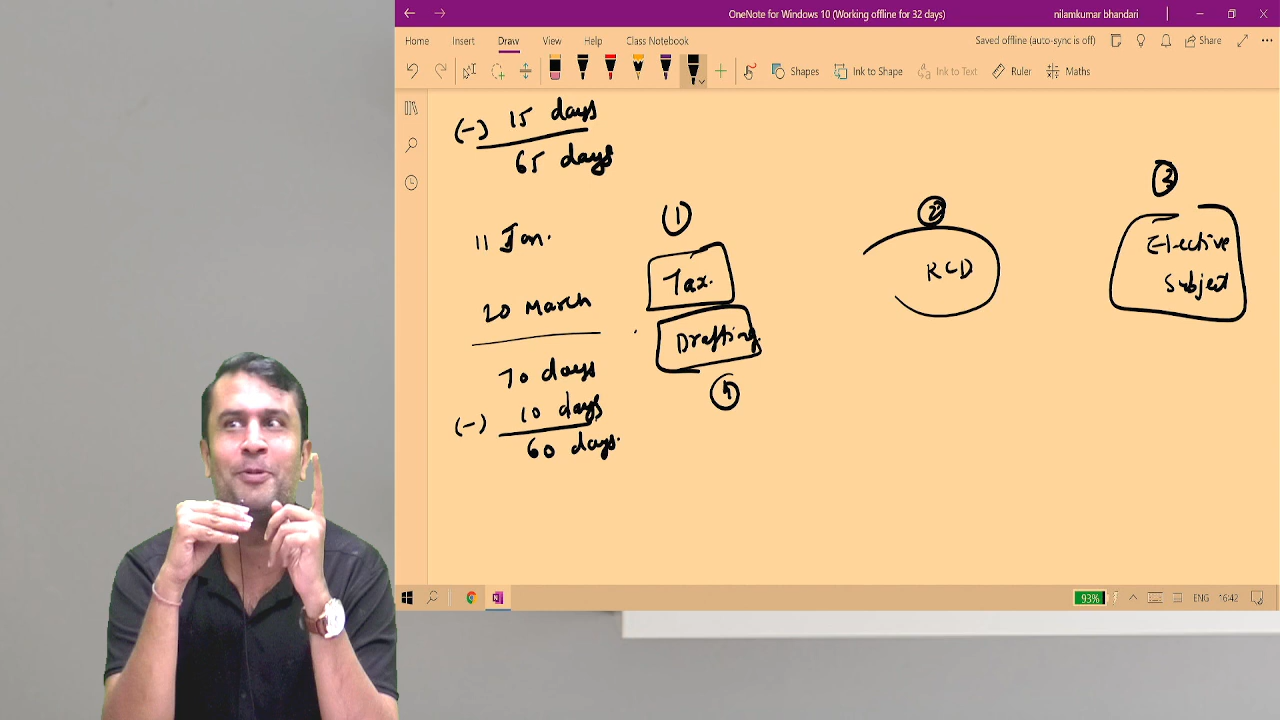 OneNote for Windows 10 (Working offline for 32 days)
nilamkumar bhandari
Home Insert Draw View Help Class Notebook
Saved offline (auto-sync is off)
Share
Shapes
Ink to Shape
Ink to Text
Ruler
Maths
(-) 15 days
65 days
11 Jan.
20 March
70 days
(-) 10 days
60 days.
1
Tax.
Drafting.
4
2
RCD
3
Elective
Subject
93%
ENG
16:42